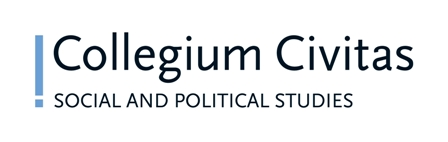 Collegium Civitas
SOCIAL AND POLITICAL STUDIES